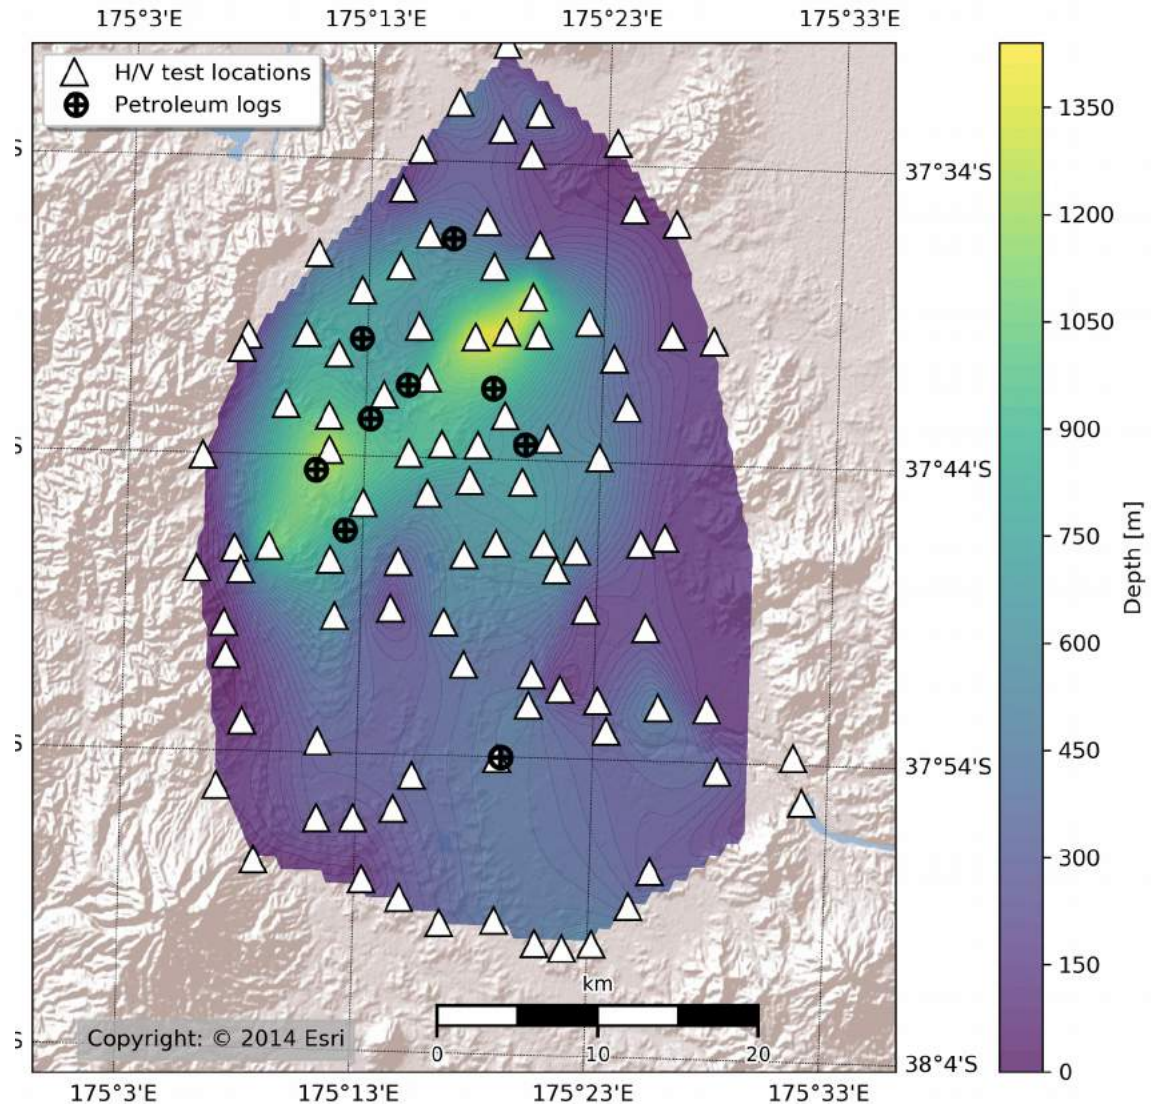 175°3'E 175°13'E 175°23'E 175°33'E
H/V test locations
Petroleum logs
S
37°34'S
S
37°44'S
S
37°54'S
S
38°4'S
1350
1200
1050
900
750
600
450
300
150
0
Depth [m]
km
0 10 20
Copyright: © 2014 Esri
175°3'E 175°13'E 175°23'E 175°33'E